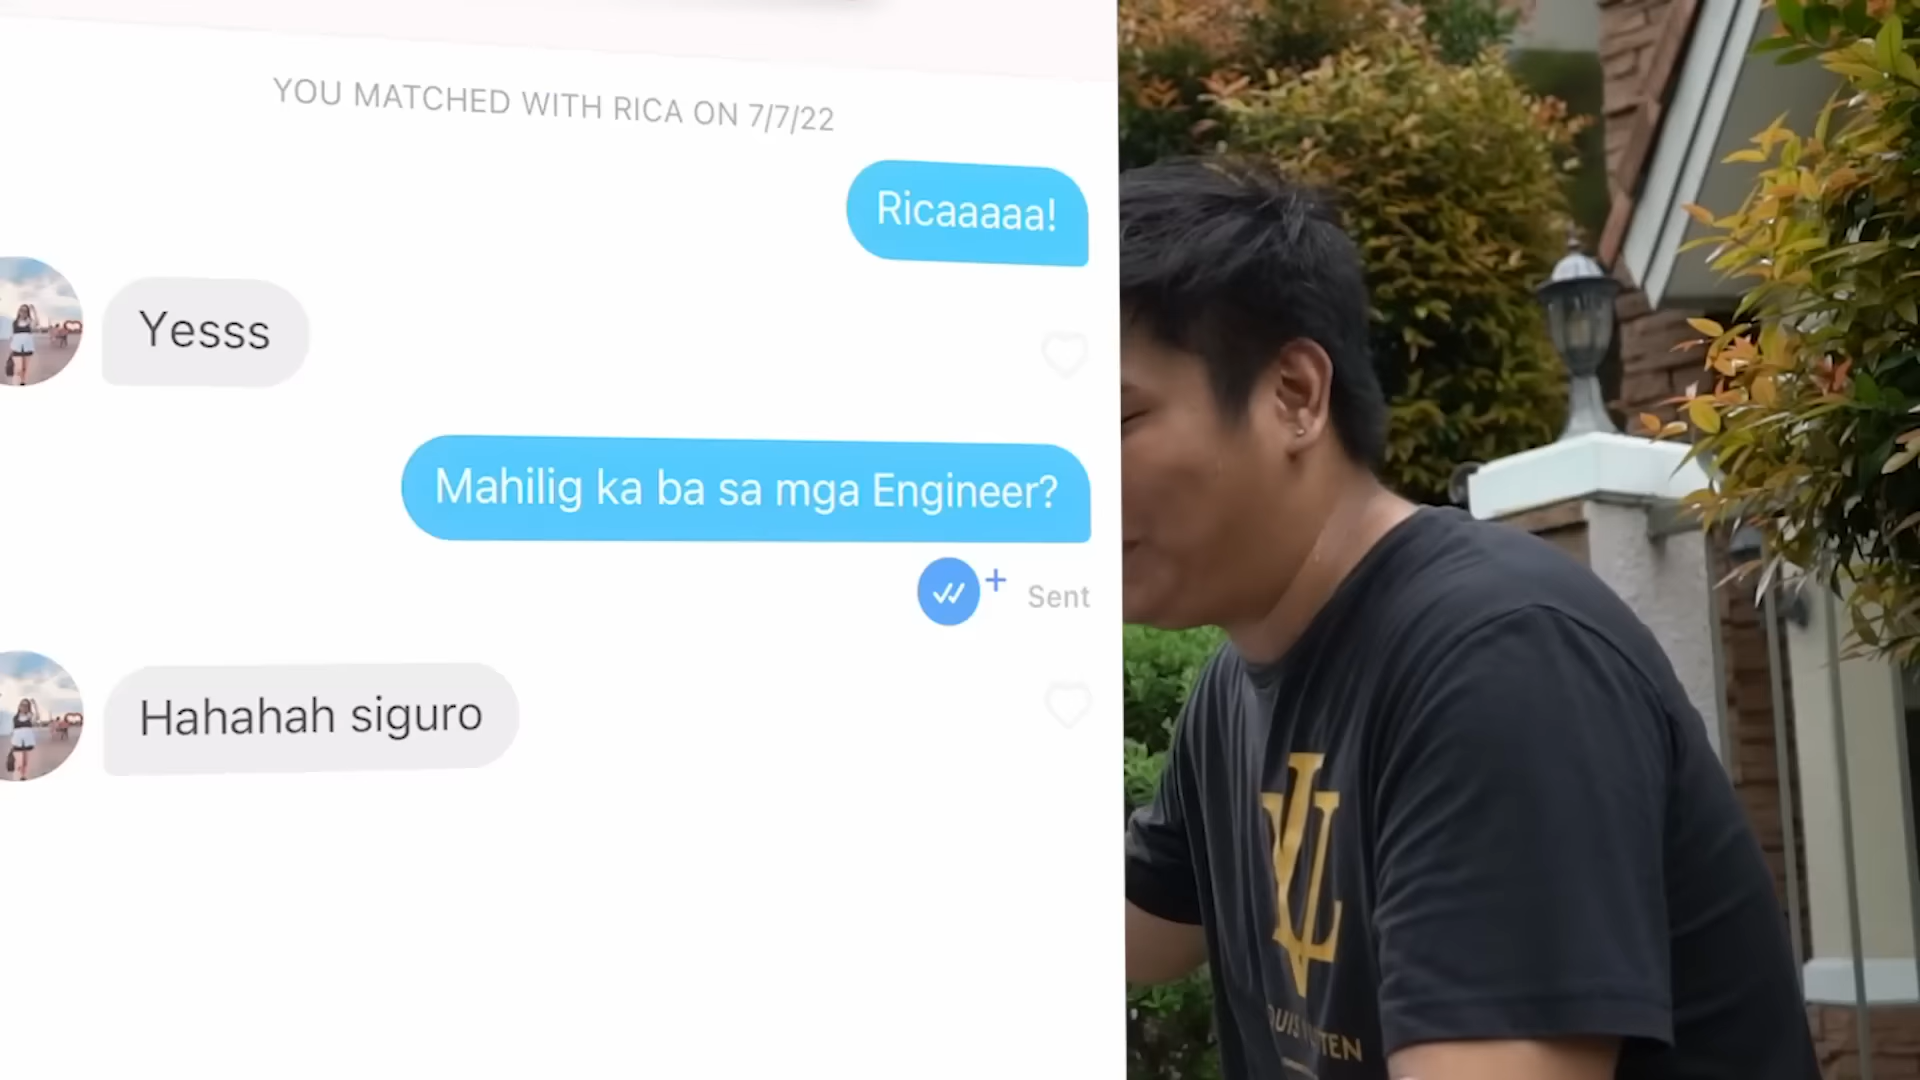 YOU MATCHED WITH RICA ON 7/7/22
Ricaaaaa!
Yesss
Mahilig ka ba sa mga Engineer?
Sent
Hahahah siguro
LV